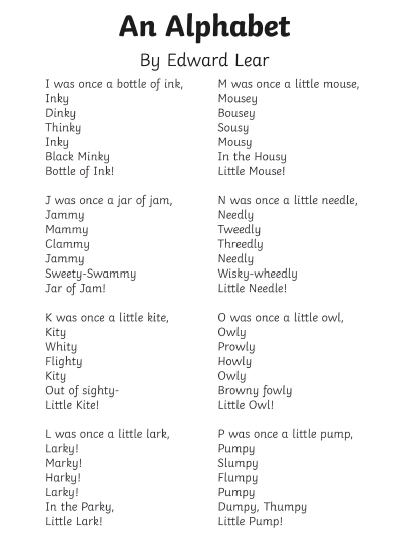 An Alphabet
By Edward Lear
I was once a bottle of ink,
Inky
Dinky
Thinky
Inky
Black Minky
Bottle of Ink!
J was once a jar of jam,
Jammy
Mammy
Clammy
Jammy
Sweety-Swammy
Jar of Jam!
K was once a little kite,
Kity
Whity
Flighty
Kity
Out of sighty-
Little Kite!
L was once a little lark,
Larky!
Marky!
Harky!
Larky!
In the Parky,
Little Lark!
M was once a little mouse,
Mousey
Bousey
Sousy
Mousy
In the Housy
Little Mouse!
N was once a little needle,
Needly
Tweedly
Threedly
Needly
Wisky-wheedly
Little Needle!
O was once a little owl,
Owly
Prowly
Howly
Owly
Browny fowly
Little Owl!
P was once a little pump,
Pumpy
Slumpy
Flumpy
Pumpy
Dumpy, Thumpy
Little Pump!